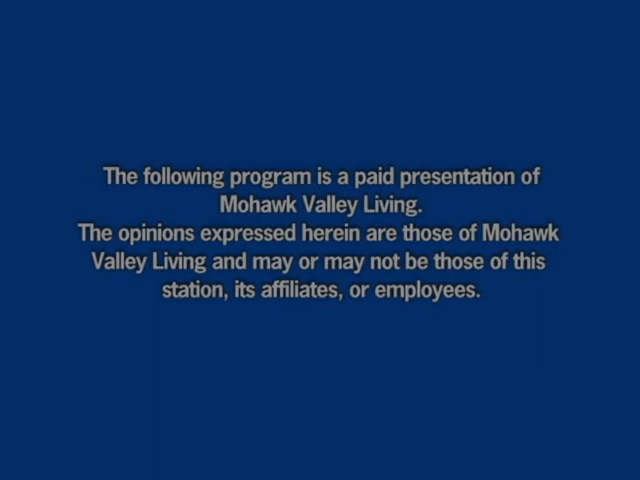 The following program is a paid presentation of
Mohawk Valley Living.
The opinions expressed herein are those of Mohawk
Valley Living and may or may not be those of this
station, its affiliates, or employees.